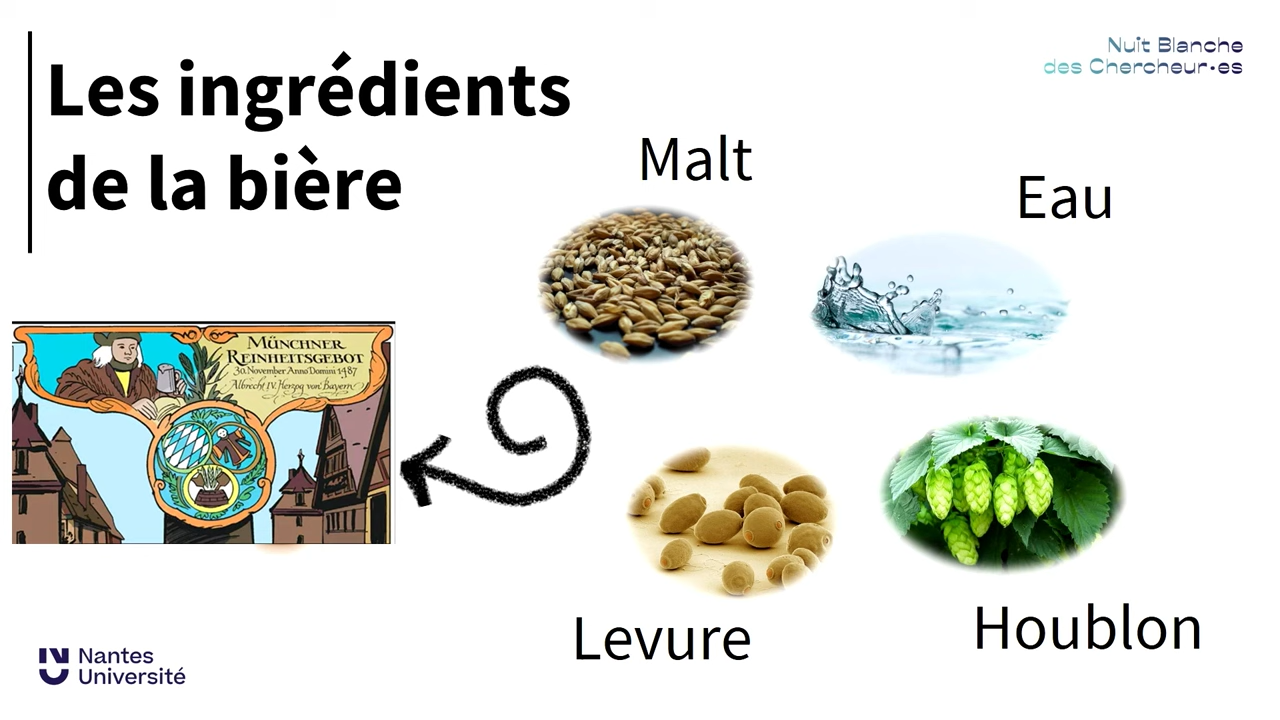 Les ingrédients
de la bière
Nuit Blanche
des Chercheur•es
Malt
Eau
MÜNCHNER
REINHEITSGEBOT
30. November Anno Domini 1487
Albrecht IV. Herzog von Bayern
Levure
Houblon
Nantes
Université